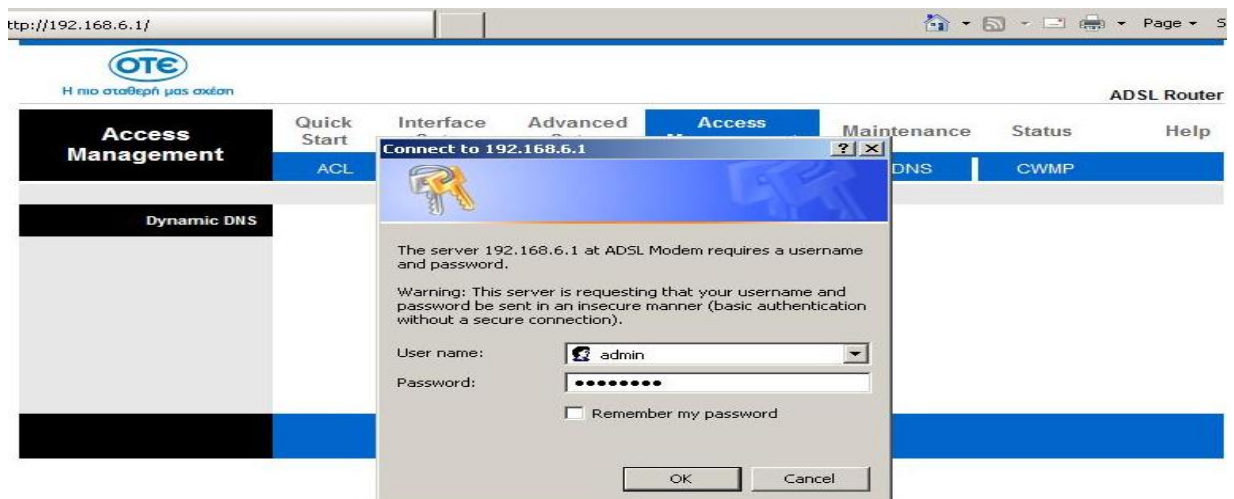 ttp://192.168.6.1/
Page
S
OTE
Η πιο σταθερή μας σχέση
ADSL Router
Access Management
Quick Start
Interface
Advanced
Access
Maintenance
Status
Help
ACL
DNS
CWMP
Dynamic DNS
Connect to 192.168.6.1
The server 192.168.6.1 at ADSL Modem requires a username
and password.
Warning: This server is requesting that your username and
password be sent in an insecure manner (basic authentication
without a secure connection).
User name:
admin
Password:
●●●●●●●●
Remember my password
OK
Cancel